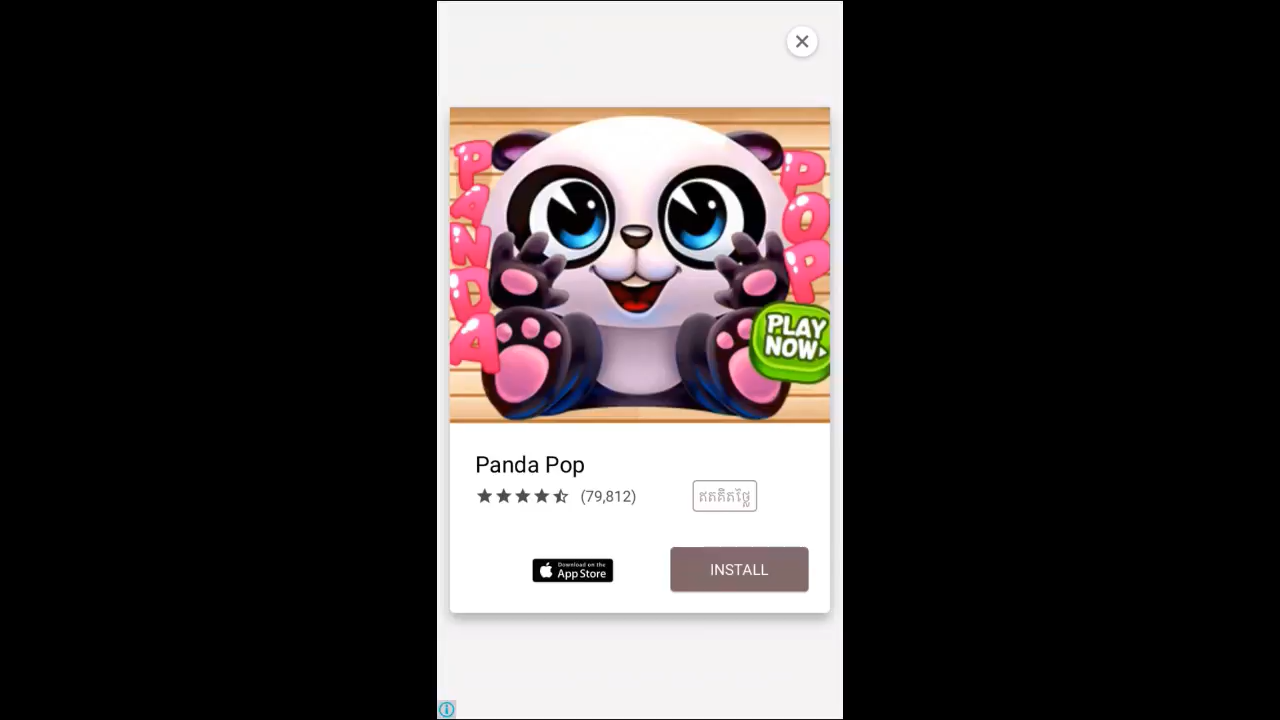 PANDA
POP
PLAY
NOW
Panda Pop
(79,812)
ឥតគិតថ្លៃ
Download on the
App Store
INSTALL